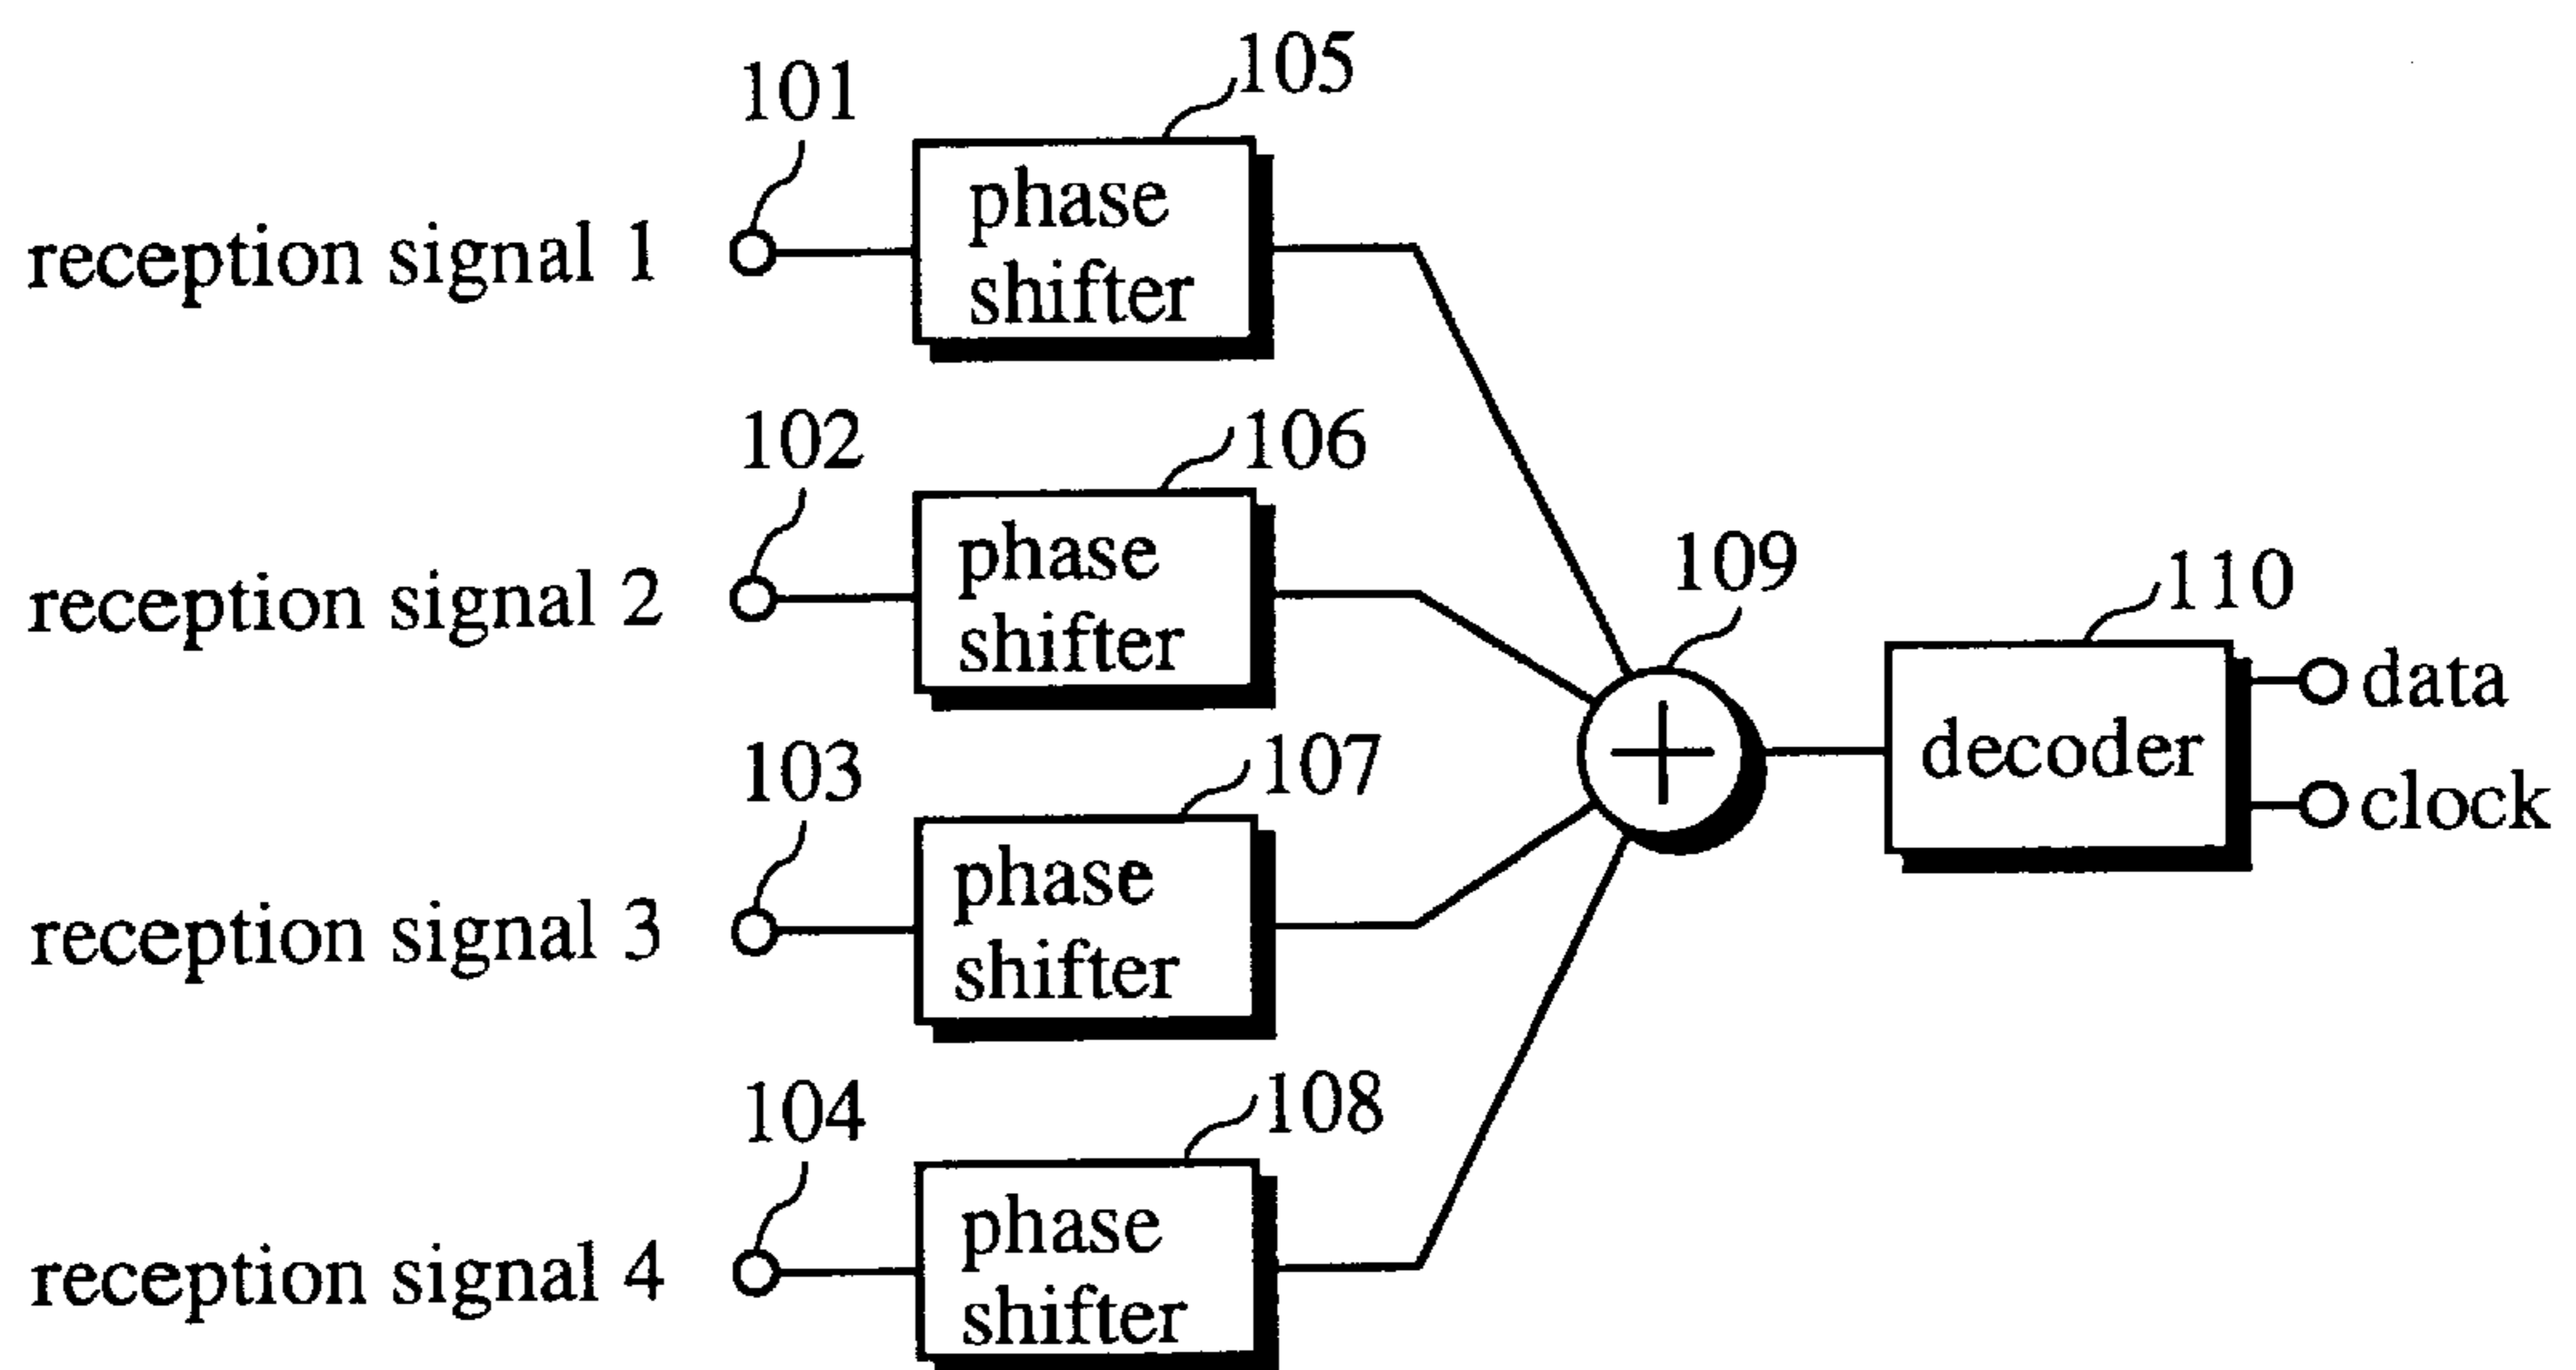 101
105
reception signal 1
phase
shifter
102
106
reception signal 2
phase
shifter
109
110
103
107
data
decoder
clock
reception signal 3
phase
shifter
104
108
reception signal 4
phase
shifter